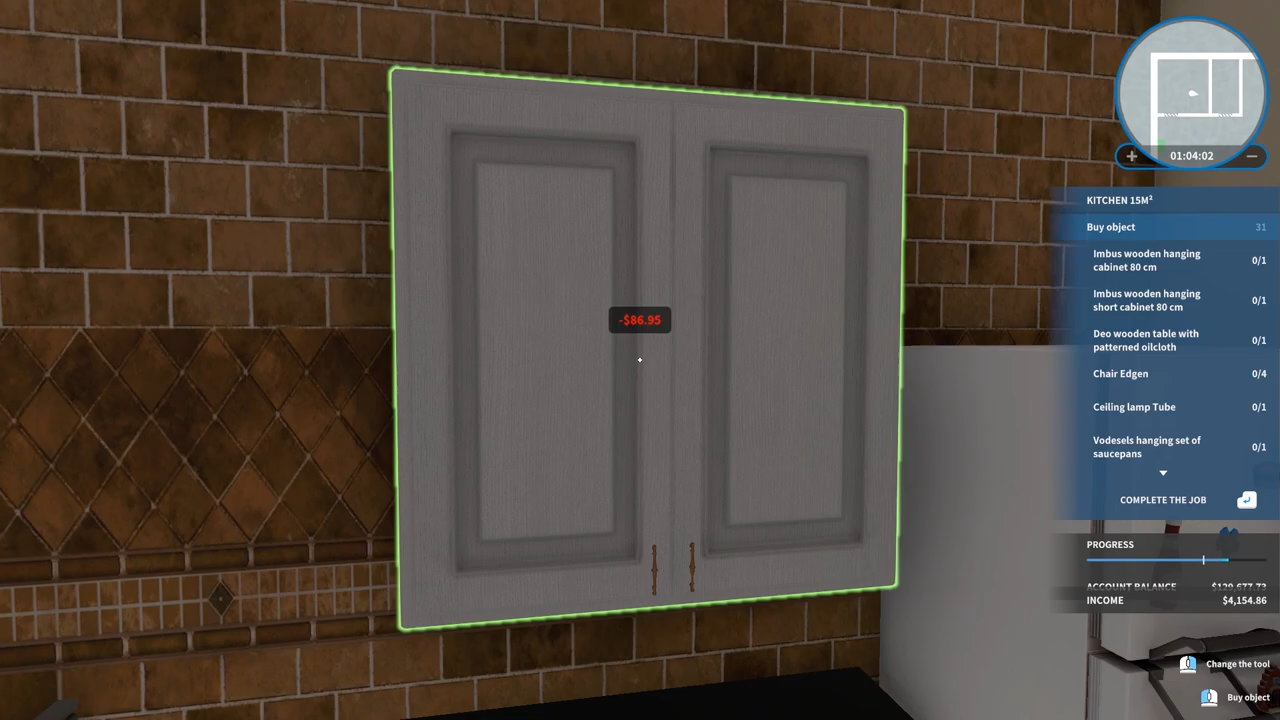 01:04:02
KITCHEN 15M²
Buy object 31
Imbus wooden hanging
cabinet 80 cm 0/1
Imbus wooden hanging
short cabinet 80 cm 0/1
Deo wooden table with
patterned oilcloth 0/1
Chair Edgen 0/4
Ceiling lamp Tube 0/1
Vodesels hanging set of
saucepans 0/1
COMPLETE THE JOB
-$86.95
PROGRESS
ACCOUNT BALANCE $129,677.73
INCOME $4,154.86
Change the tool
Buy object